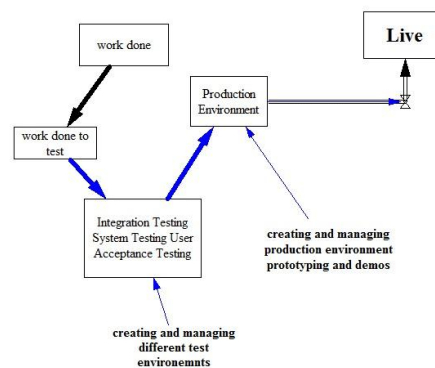 work done
Live
Production
Environment
work done to
test
Integration Testing
System Testing User
Acceptance Testing
creating and managing
production environment
prototyping and demos
creating and managing
different test
environemnts